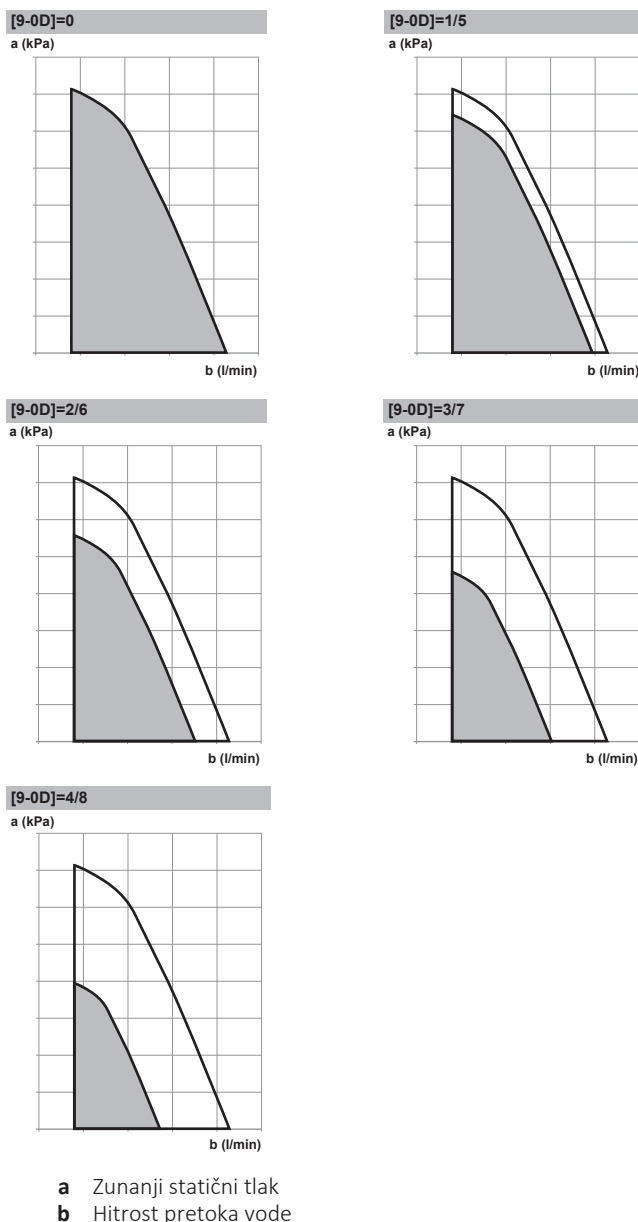 [9-0D]=0
a (kPa)
b (l/min)
[9-0D]=1/5
a (kPa)
b (l/min)
[9-0D]=2/6
a (kPa)
b (l/min)
[9-0D]=3/7
a (kPa)
b (l/min)
[9-0D]=4/8
a (kPa)
b (l/min)
a Zunanji statični tlak
b Hitrost pretoka vode